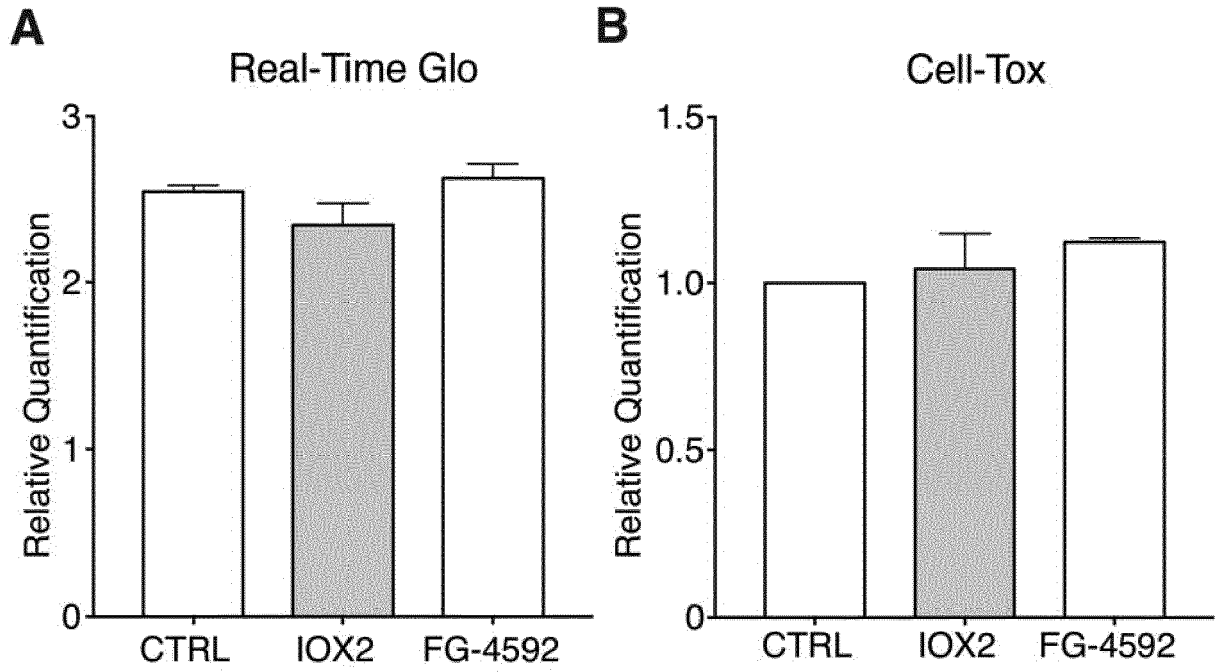 A
Real-Time Glo
Relative Quantification
3
2
1
0
CTRL IOX2 FG-4592
B
Cell-Tox
Relative Quantification
1.5
1.0
0.5
0
CTRL IOX2 FG-4592